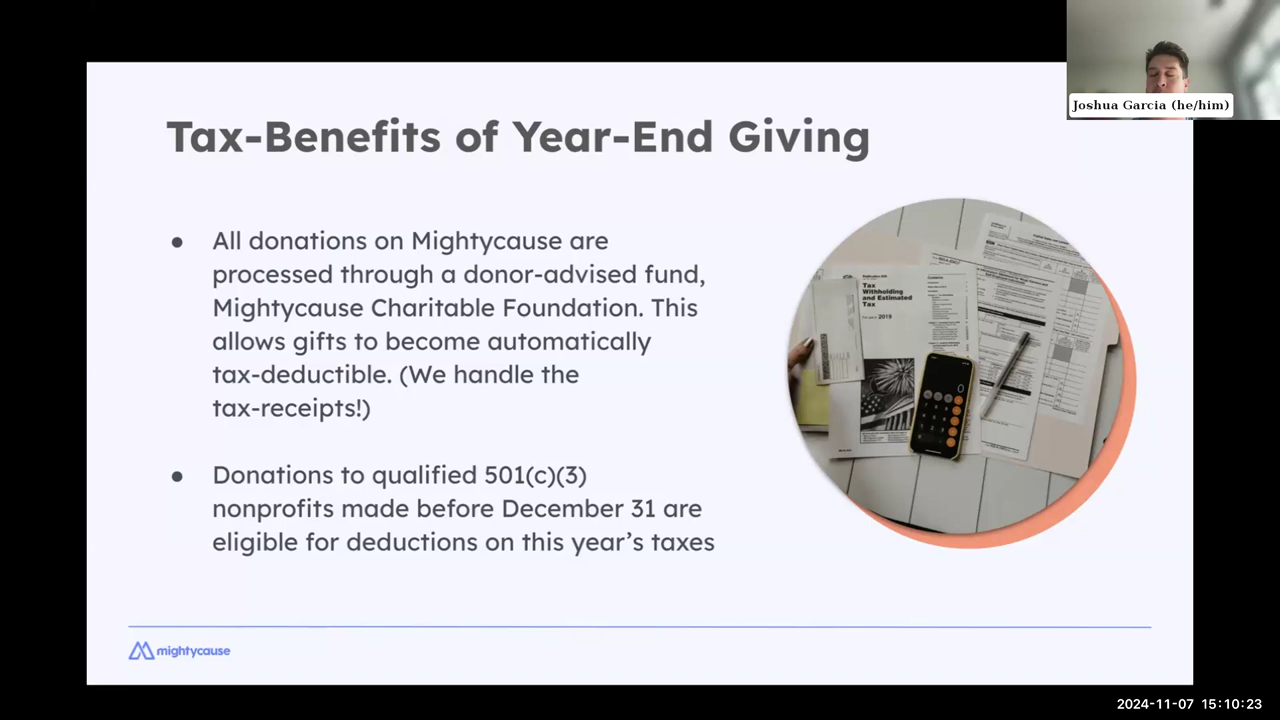 Joshua Garcia (he/him)
Tax-Benefits of Year-End Giving
● All donations on Mightycause are
processed through a donor-advised fund,
Mightycause Charitable Foundation. This
allows gifts to become automatically
tax-deductible. (We handle the
tax-receipts!)
● Donations to qualified 501(c)(3)
nonprofits made before December 31 are
eligible for deductions on this year’s taxes
Tax
Withholding
and Estimated
Tax
2019
0
mightycause
2024-11-07 15:10:23